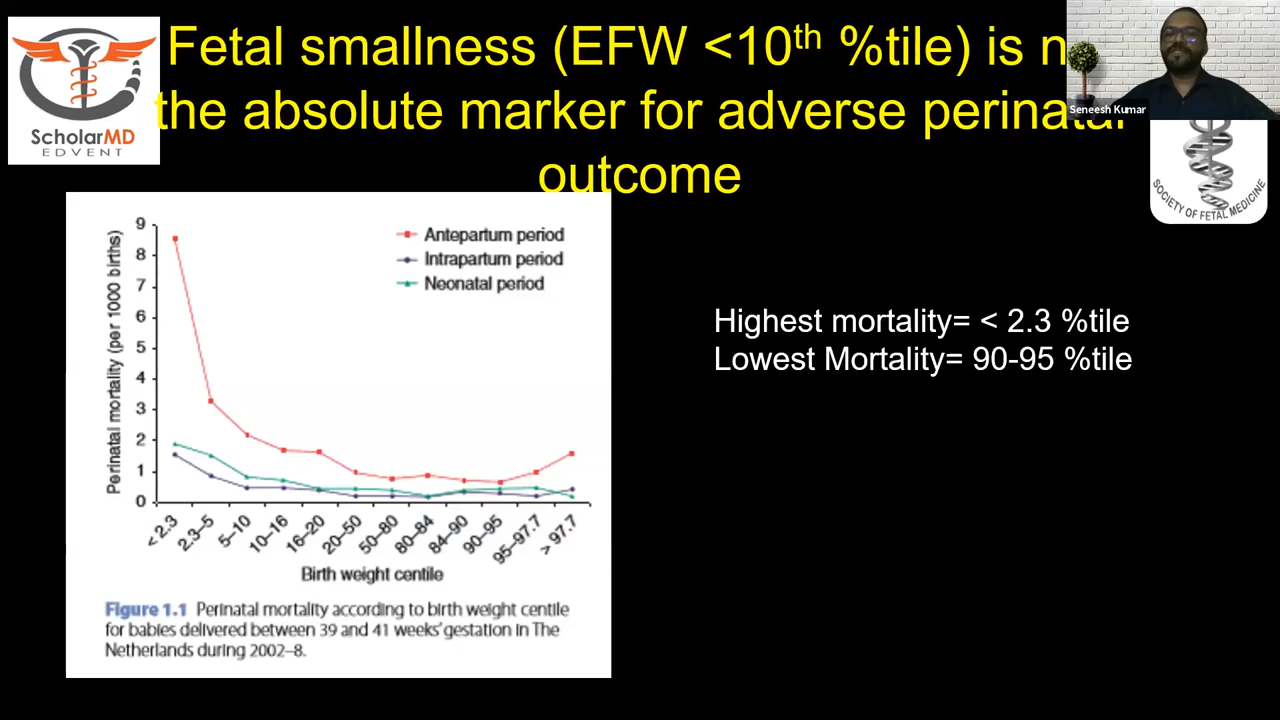 Fetal smallness (EFW <10th %tile) is n
the absolute marker for adverse perinatal
outcome
ScholarMD
EDVENT
Seneesh Kumar
SOCIETY OF FETAL MEDICINE
Highest mortality= < 2.3 %tile
Lowest Mortality= 90-95 %tile
Perinatal mortality (per 1000 births)
9
8
7
6
5
4
3
2
1
0
Antepartum period
Intrapartum period
Neonatal period
< 2.3
2.3–5
5–10
10–16
16–20
20–50
50–80
80–84
84–90
90–95
95–97.7
> 97.7
Birth weight centile
Figure 1.1 Perinatal mortality according to birth weight centile
for babies delivered between 39 and 41 weeks' gestation in The
Netherlands during 2002–8.